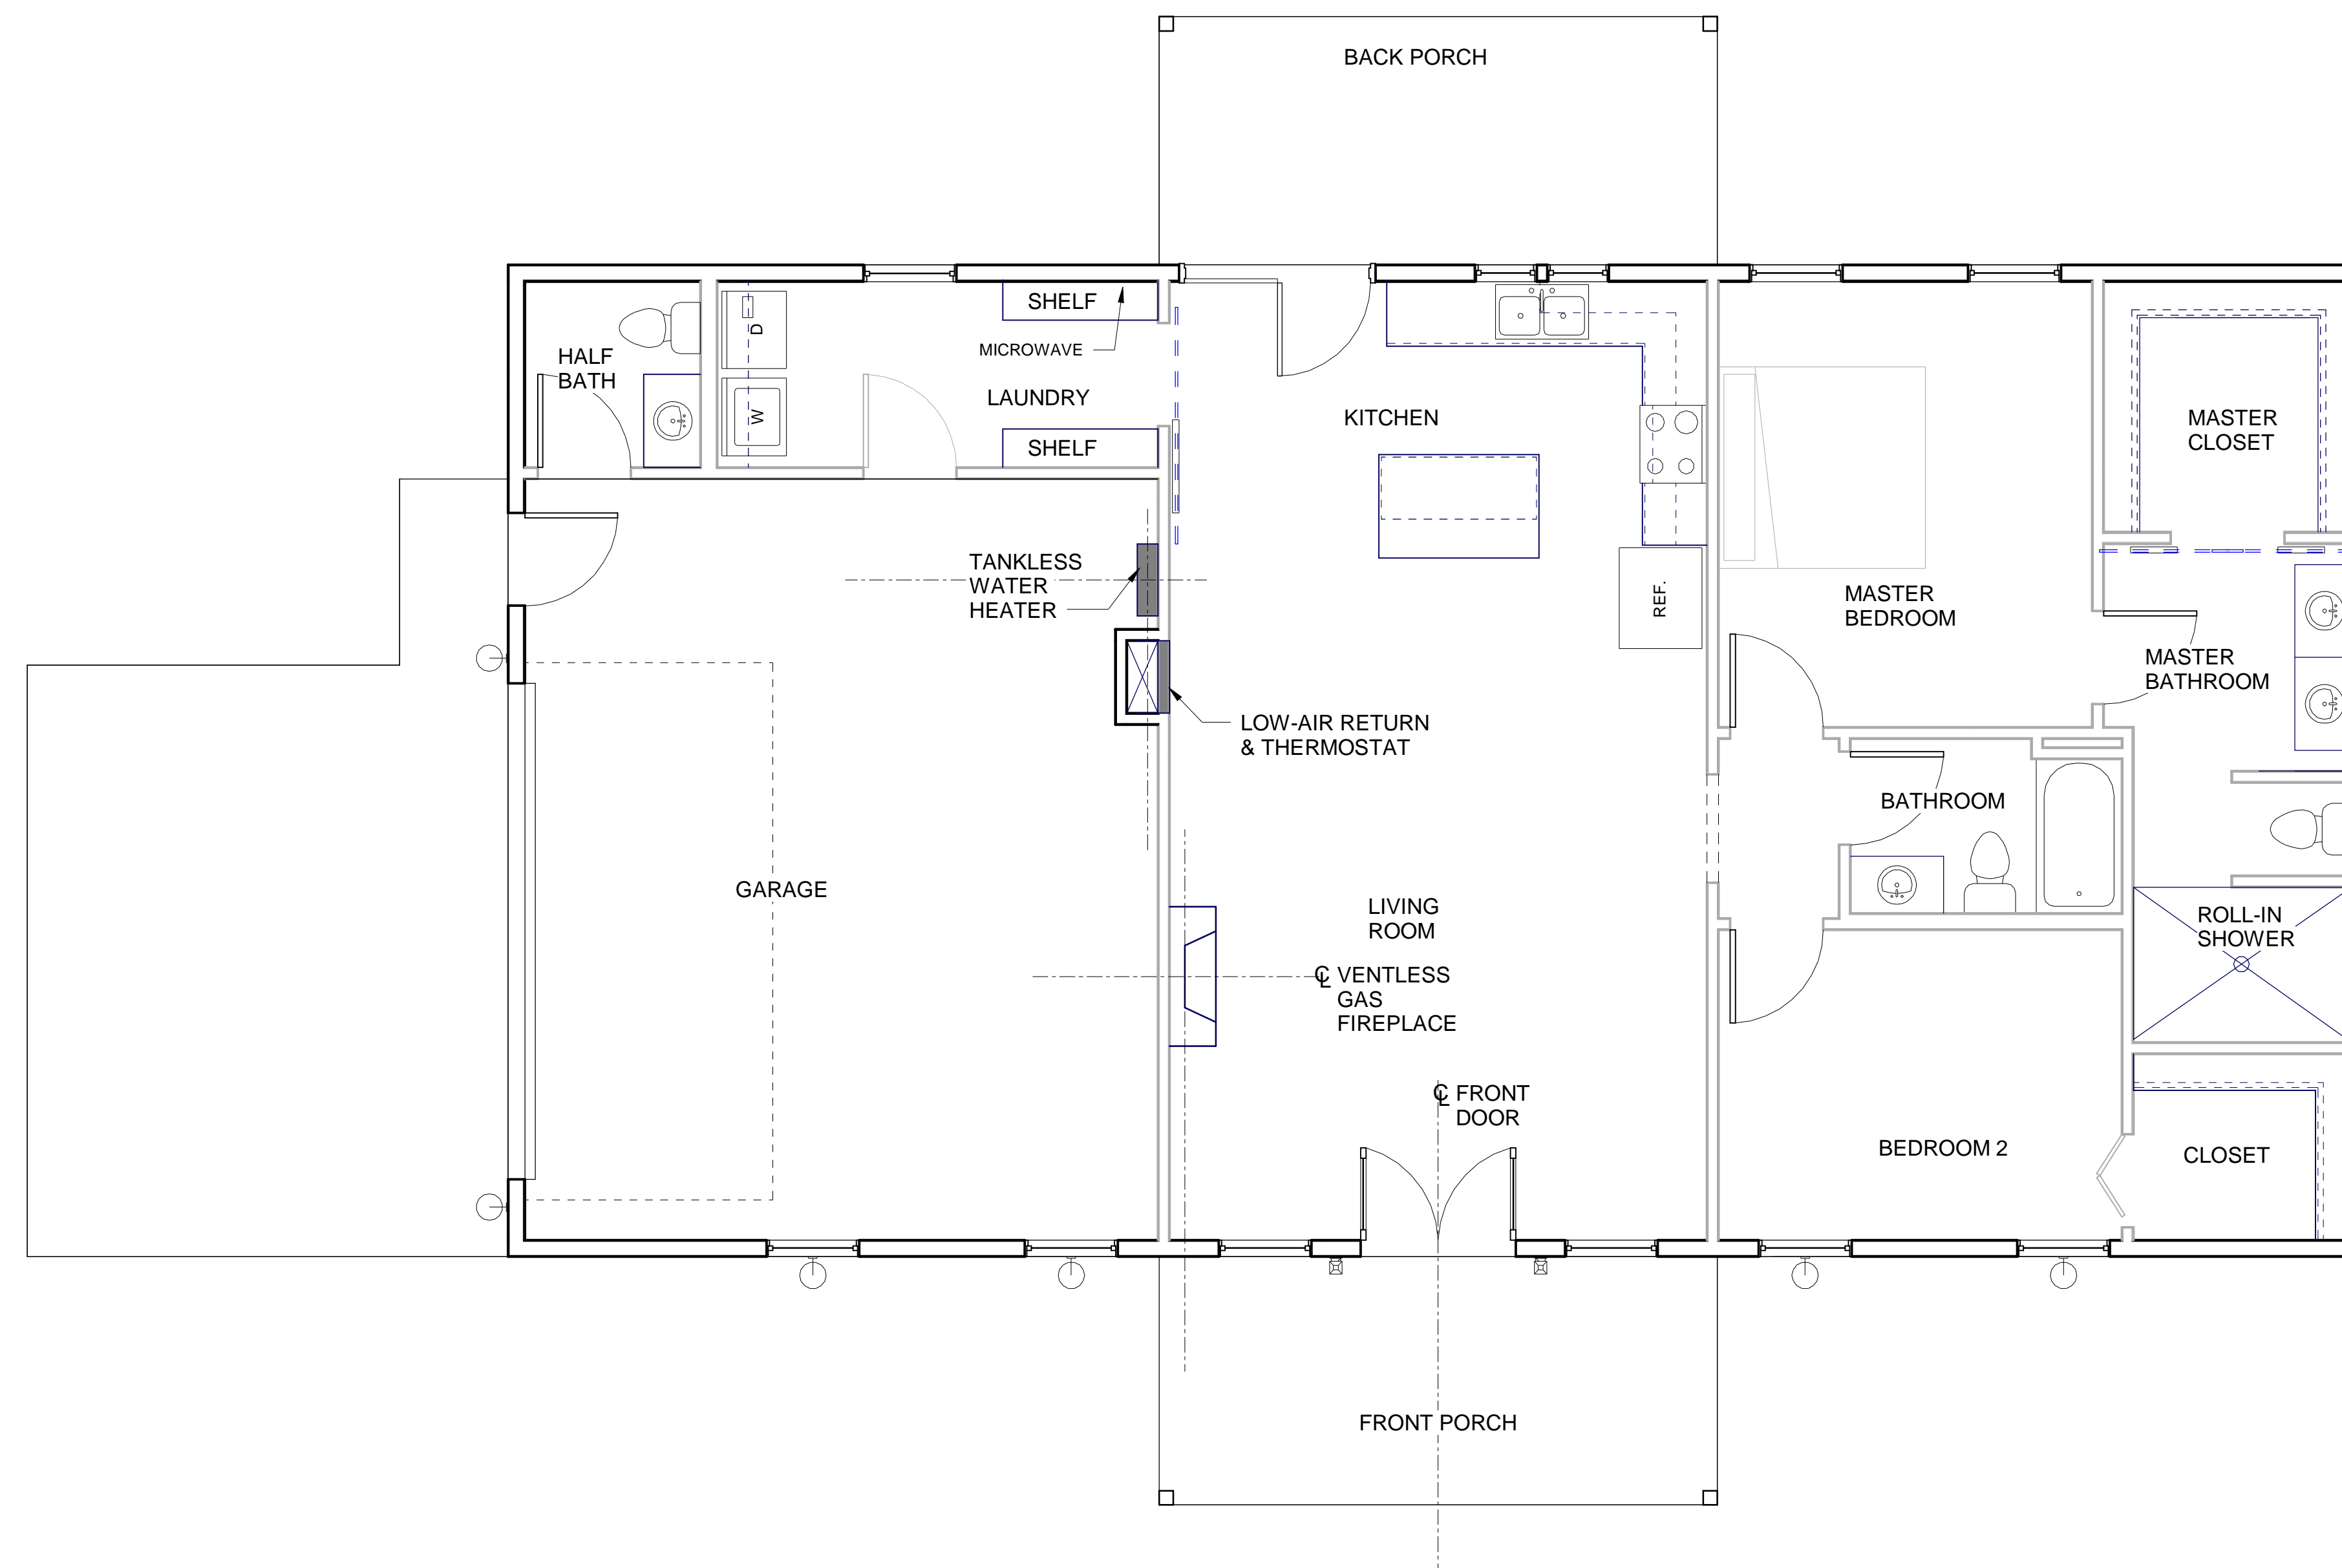 BACK PORCH
SHELF
D
MICROWAVE
HALF
BATH
LAUNDRY
W
SHELF
KITCHEN
MASTER
CLOSET
TANKLESS
WATER
HEATER
REF.
MASTER
BEDROOM
MASTER
BATHROOM
LOW-AIR RETURN
& THERMOSTAT
BATHROOM
GARAGE
LIVING
ROOM
ROLL-IN
SHOWER
℄ VENTLESS
GAS
FIREPLACE
℄ FRONT
DOOR
BEDROOM 2
CLOSET
FRONT PORCH